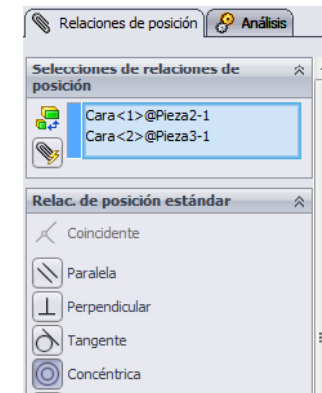 Relaciones de posición
Análisis
Selecciones de relaciones de
posición
Cara<1>@Pieza2-1
Cara<2>@Pieza3-1
Relac. de posición estándar
Coincidente
Paralela
Perpendicular
Tangente
Concéntrica